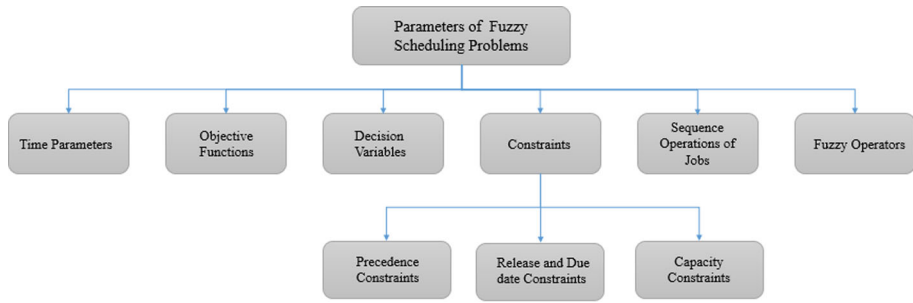 Parameters of Fuzzy
Scheduling Problems
Time Parameters
Objective
Functions
Decision
Variables
Constraints
Sequence
Operations of
Jobs
Fuzzy Operators
Precedence
Constraints
Release and Due
date Constraints
Capacity
Constraints